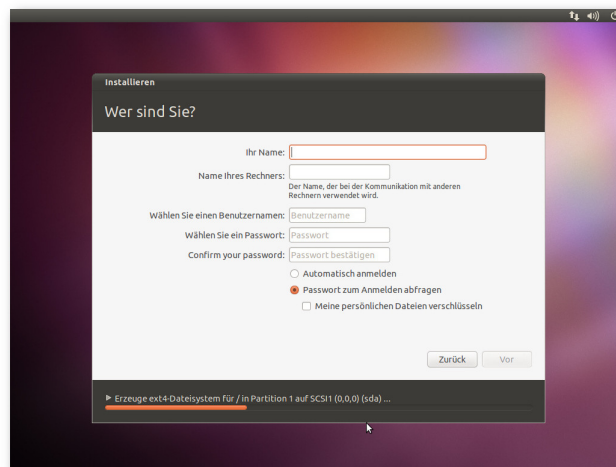 Installieren
Wer sind Sie?
Ihr Name:
Name Ihres Rechners:
Der Name, der bei der Kommunikation mit anderen
Rechnern verwendet wird.
Wählen Sie einen Benutzernamen: Benutzername
Wählen Sie ein Passwort: Passwort
Confirm your password: Passwort bestätigen
Automatisch anmelden
Passwort zum Anmelden abfragen
Meine persönlichen Dateien verschlüsseln
Zurück Vor
Erzeuge ext4-Dateisystem für / in Partition 1 auf SCSI1 (0,0,0) (sda) ...